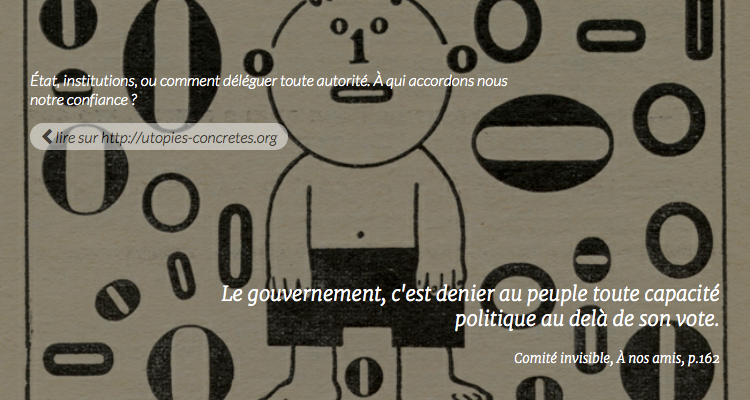 État, institutions, ou comment déléguer toute autorité. À qui accordons nous
notre confiance ?
lire sur http://utopies-concretes.org
Le gouvernement, c'est denier au peuple toute capacité
politique au delà de son vote.
Comité invisible, À nos amis, p.162